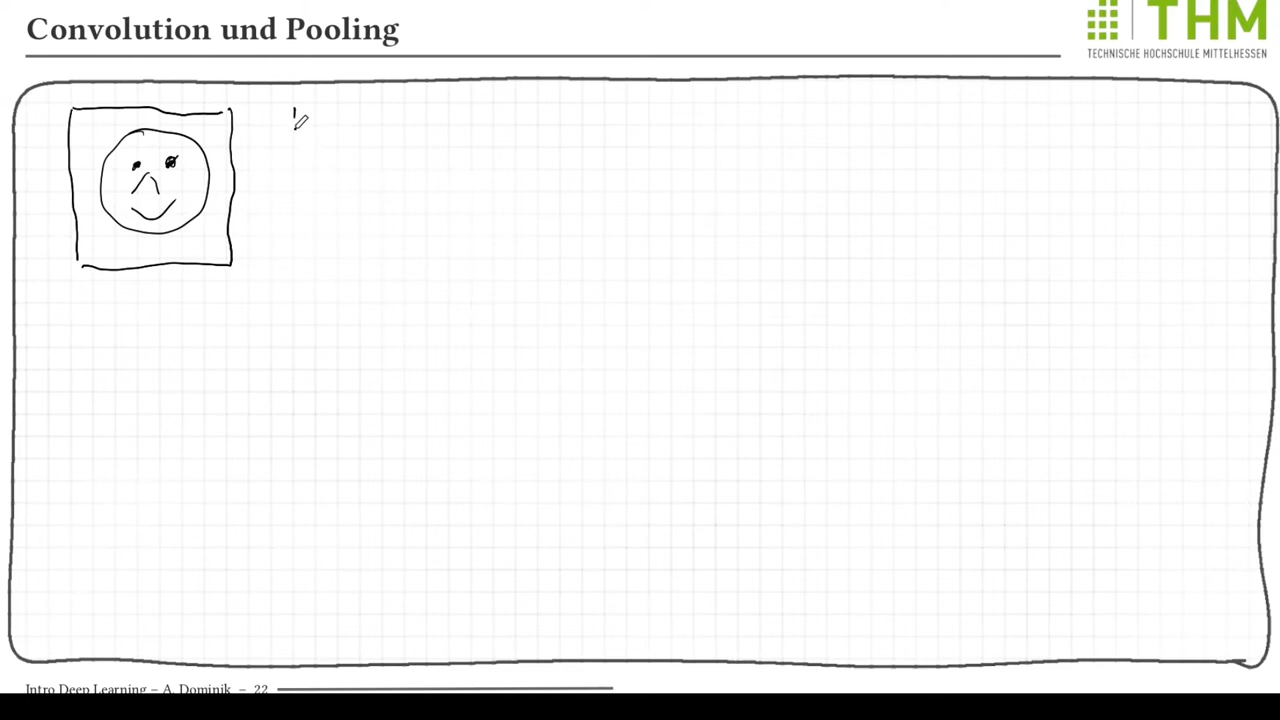 Convolution und Pooling
THM
TECHNISCHE HOCHSCHULE MITTELHESSEN
Intro Deep Learning – A. Dominik – 22